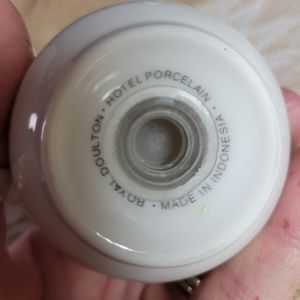 ROYAL DOULTON · HOTEL PORCELAIN · MADE IN INDONESIA ·